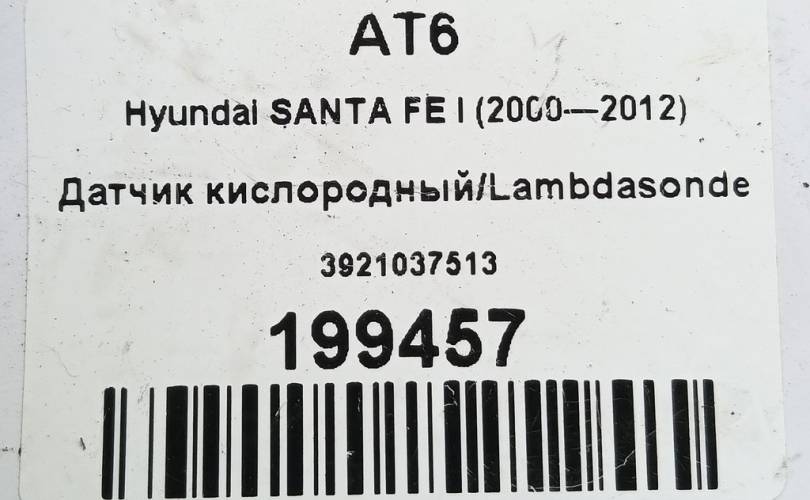 AT6
Hyundai SANTA FE I (2000—2012)
Датчик кислородный/Lambdasonde
3921037513
199457